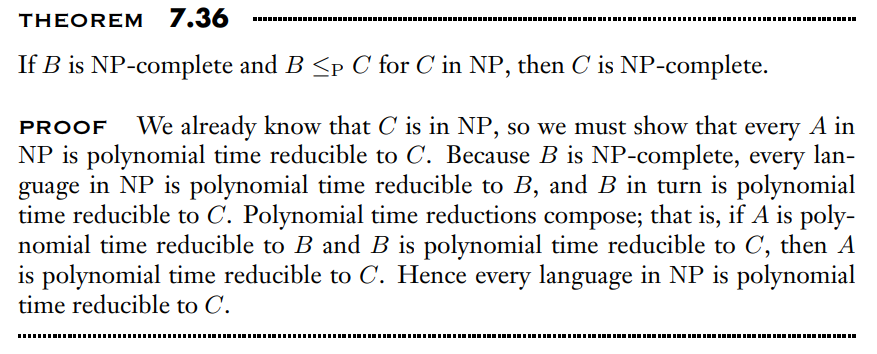 THEOREM 7.36
If B is NP-complete and B ≤P C for C in NP, then C is NP-complete.
PROOF We already know that C is in NP, so we must show that every A in
NP is polynomial time reducible to C. Because B is NP-complete, every lan-
guage in NP is polynomial time reducible to B, and B in turn is polynomial
time reducible to C. Polynomial time reductions compose; that is, if A is poly-
nomial time reducible to B and B is polynomial time reducible to C, then A
is polynomial time reducible to C. Hence every language in NP is polynomial
time reducible to C.